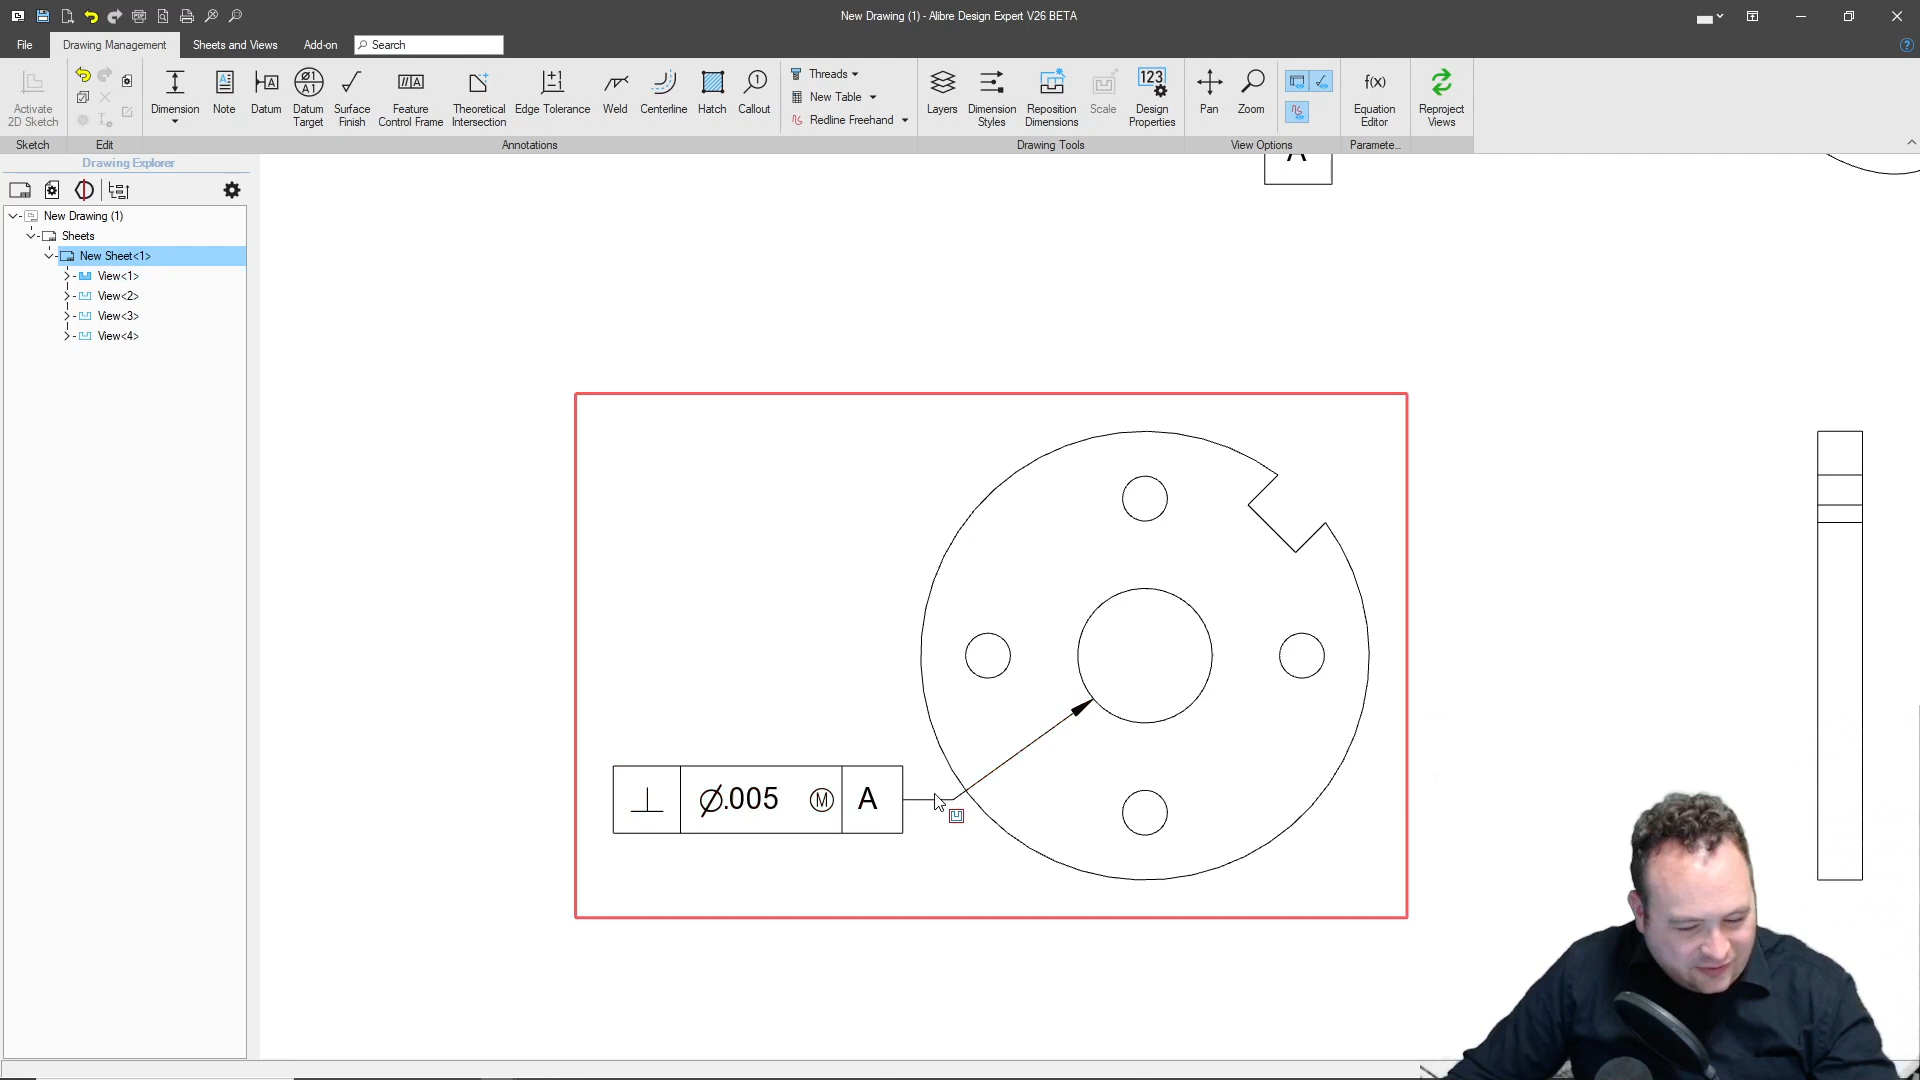 New Drawing (1) - Alibre Design Expert V26 BETA
File
Drawing Management
Sheets and Views
Add-on
Search
Activate
2D Sketch
Dimension
Note
Datum
Datum
Target
Surface
Finish
Feature
Control Frame
Theoretical
Intersection
Edge Tolerance
Weld
Centerline
Hatch
Callout
Threads
New Table
Redline Freehand
Layers
Dimension
Styles
Reposition
Dimensions
Scale
Design
Properties
Pan
Zoom
f(x)
Equation
Editor
Reproject
Views
Sketch
Edit
Annotations
Drawing Tools
View Options
Paramete...
Drawing Explorer
New Drawing (1)
Sheets
New Sheet<1>
View<1>
View<2>
View<3>
View<4>
A
⊥ ⌀.005 Ⓜ A